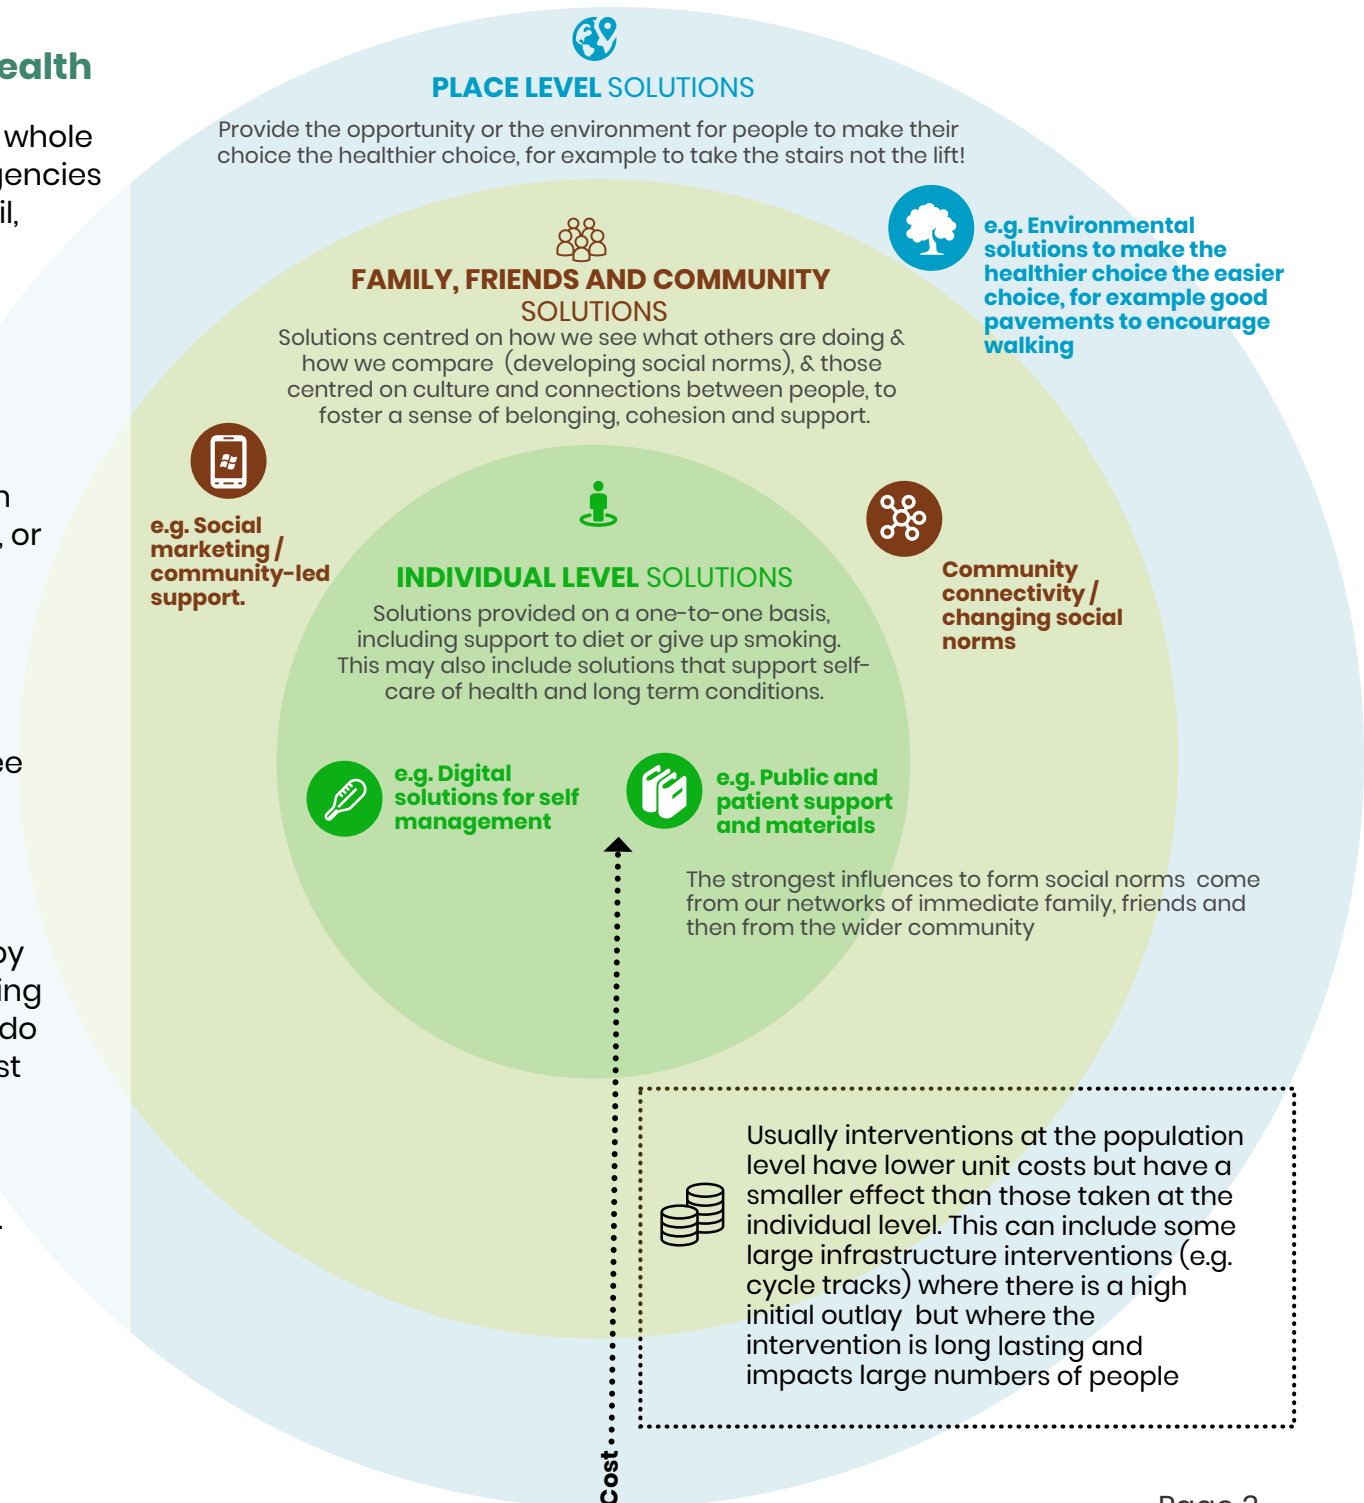 ealth
whole
gencies
il,
n
, or
ee
by
ing
do
st
PLACE LEVEL SOLUTIONS
Provide the opportunity or the environment for people to make their
choice the healthier choice, for example to take the stairs not the lift!
e.g. Environmental
solutions to make the
healthier choice the easier
choice, for example good
pavements to encourage
walking
FAMILY, FRIENDS AND COMMUNITY
SOLUTIONS
Solutions centred on how we see what others are doing &
how we compare (developing social norms), & those
centred on culture and connections between people, to
foster a sense of belonging, cohesion and support.
e.g. Social
marketing /
community-led
support.
Community
connectivity /
changing social
norms
INDIVIDUAL LEVEL SOLUTIONS
Solutions provided on a one-to-one basis,
including support to diet or give up smoking.
This may also include solutions that support self-
care of health and long term conditions.
e.g. Digital
solutions for self
management
e.g. Public and
patient support
and materials
The strongest influences to form social norms come
from our networks of immediate family, friends and
then from the wider community
Usually interventions at the population
level have lower unit costs but have a
smaller effect than those taken at the
individual level. This can include some
large infrastructure interventions (e.g.
cycle tracks) where there is a high
initial outlay but where the
intervention is long lasting and
impacts large numbers of people
Cost